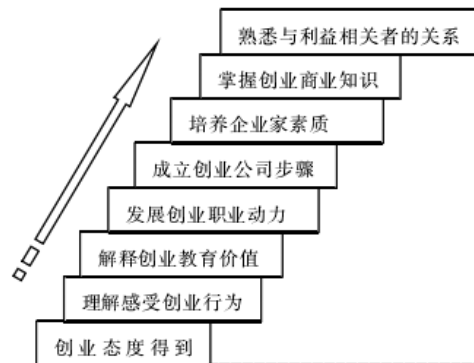 熟悉与利益相关者的关系
掌握创业商业知识
培养企业家素质
成立创业公司步骤
发展创业职业动力
解释创业教育价值
理解感受创业行为
创业态度得到